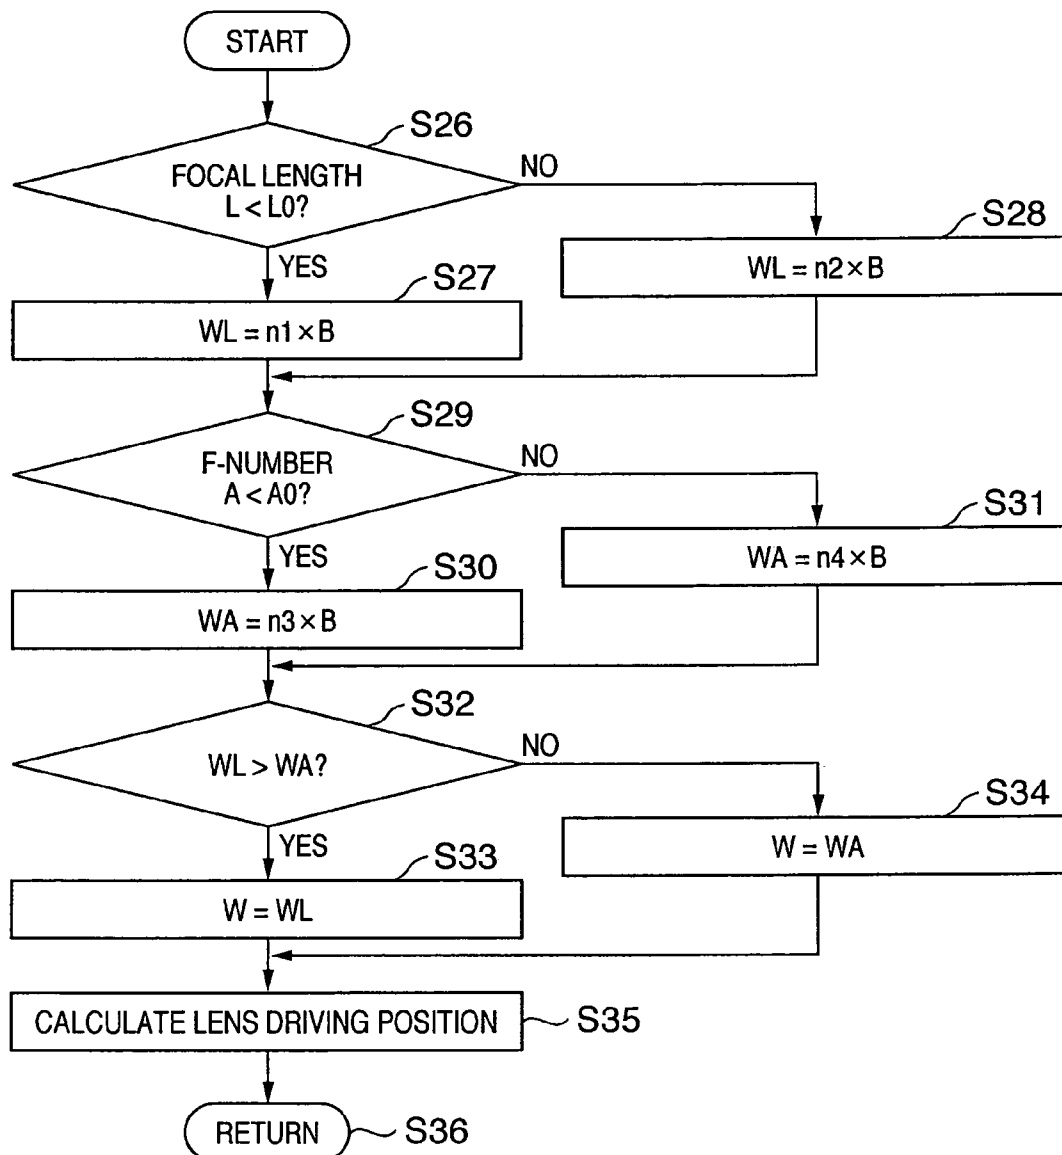 START
S26
FOCAL LENGTH
L < L0?
NO
S28
WL = n2 × B
YES
S27
WL = n1 × B
S29
F-NUMBER
A < A0?
NO
S31
WA = n4 × B
YES
S30
WA = n3 × B
S32
WL > WA?
NO
S34
W = WA
YES
S33
W = WL
CALCULATE LENS DRIVING POSITION
S35
RETURN
S36